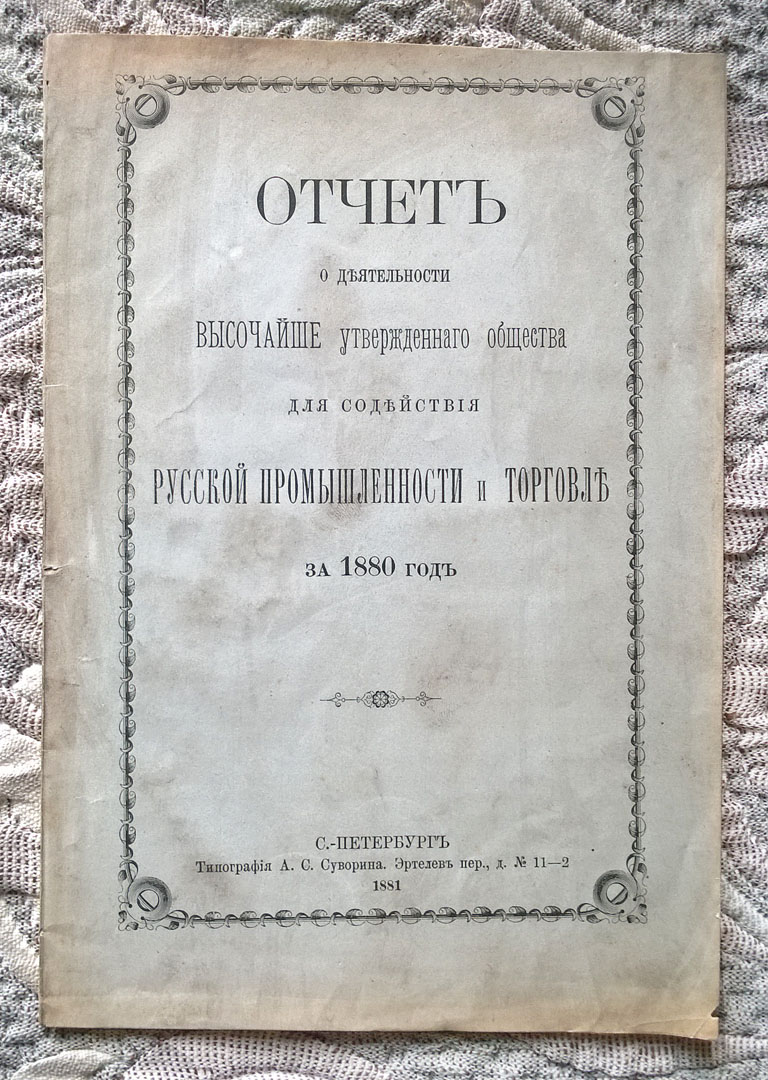 ОТЧЕТЪ
О ДѢЯТЕЛЬНОСТИ
ВЫСОЧАЙШЕ утвержденнаго общества
ДЛЯ СОДѢЙСТВІЯ
РУССКОЙ ПРОМЫШЛЕННОСТИ и ТОРГОВЛѢ
ЗА 1880 ГОДЪ
С.-ПЕТЕРБУРГЪ
Типографія А. С. Суворина. Эртелевъ пер., д. № 11—2
1881